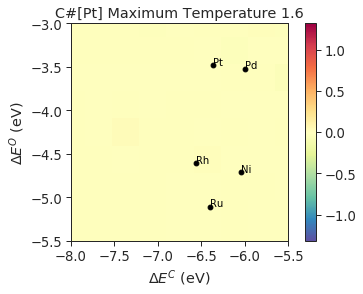 C#[Pt] Maximum Temperature 1.6
−3.0
−3.5
−4.0
−4.5
−5.0
−5.5
ΔE^O (eV)
Pt
Pd
Rh
Ni
Ru
−8.0 −7.5 −7.0 −6.5 −6.0 −5.5
ΔE^C (eV)
1.0
0.5
0.0
−0.5
−1.0